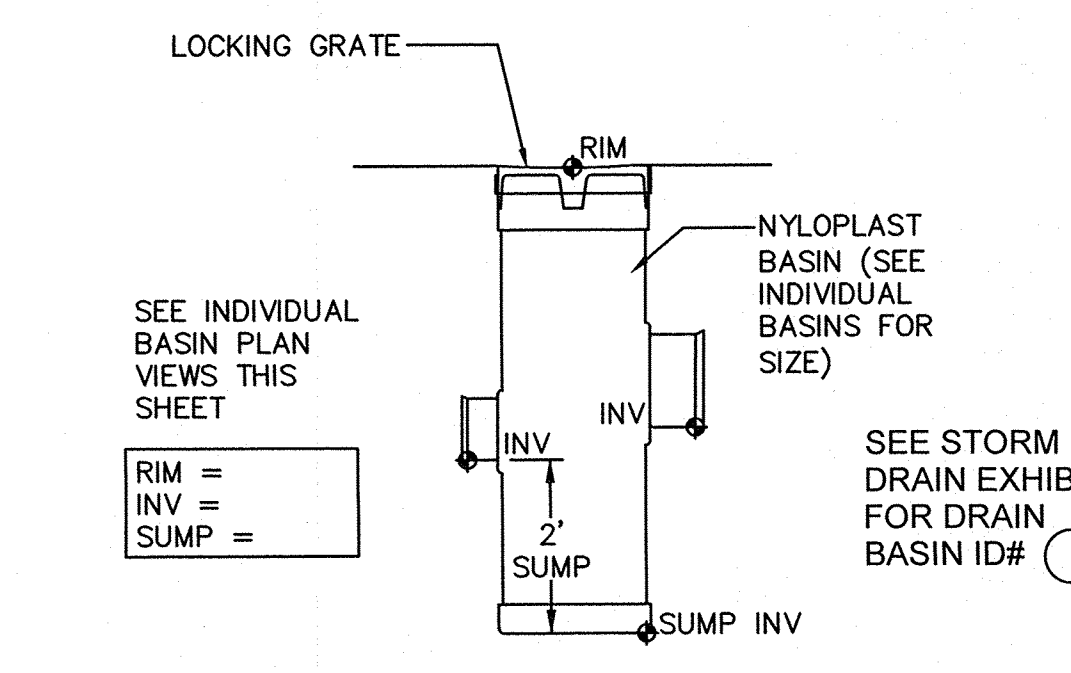 LOCKING GRATE
RIM
NYLOPLAST
BASIN (SEE
INDIVIDUAL
BASINS FOR
SIZE)
SEE INDIVIDUAL
BASIN PLAN
VIEWS THIS
SHEET
RIM =
INV =
SUMP =
INV
INV
2'
SUMP
SUMP INV
SEE STORM
DRAIN EXHIB
FOR DRAIN
BASIN ID#